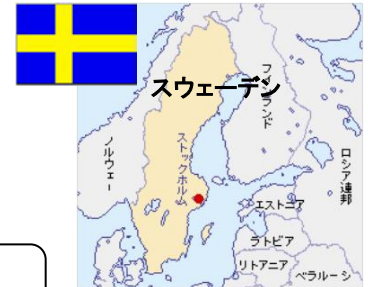 スウェーデン
フィンランド
ノルウェー
ストックホルム
ロシア連邦
エストニア
ラトビア
リトアニア
ベラルーシ